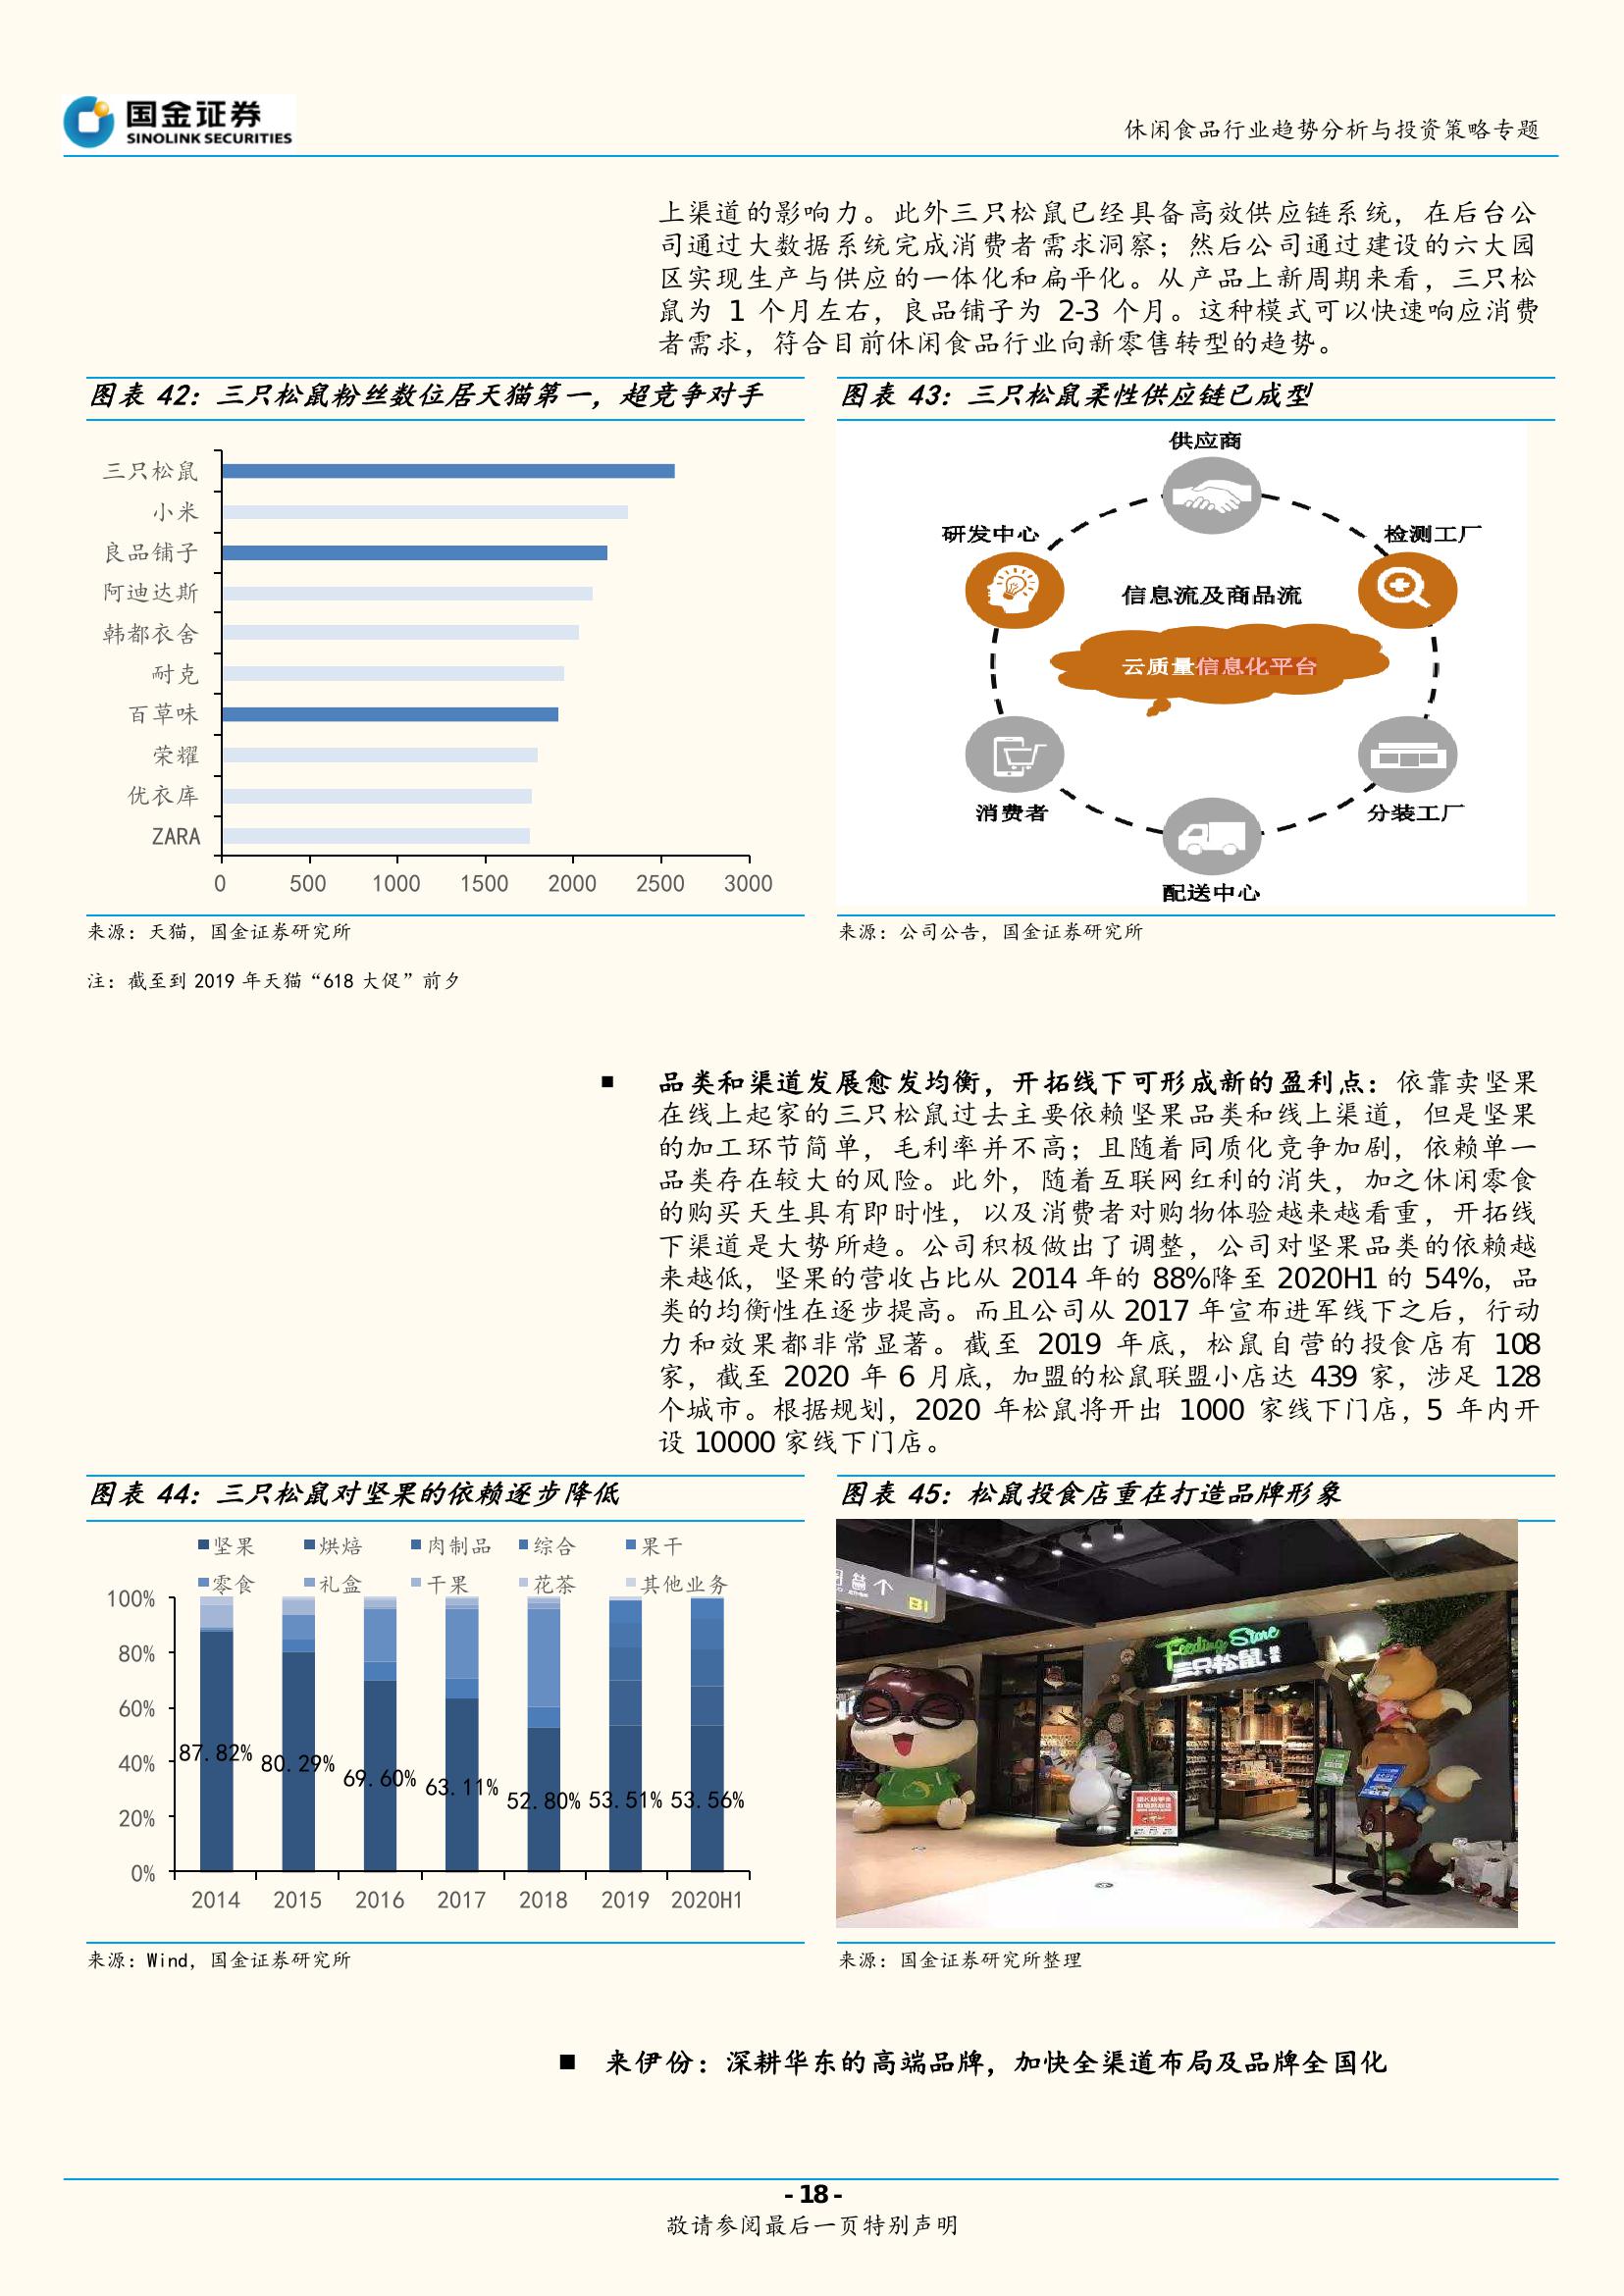 国金证券
SINOLINK SECURITIES
休闲食品行业趋势分析与投资策略专题
上渠道的影响力。此外三只松鼠已经具备高效供应链系统，在后台公
司通过大数据系统完成消费者需求洞察；然后公司通过建设的六大园
区实现生产与供应的一体化和扁平化。从产品上新周期来看，三只松
鼠为 1 个月左右，良品铺子为 2-3 个月。这种模式可以快速响应消费
者需求，符合目前休闲食品行业向新零售转型的趋势。
图表 42：三只松鼠粉丝数位居天猫第一，超竞争对手
三只松鼠
小米
良品铺子
阿迪达斯
韩都衣舍
耐克
百草味
荣耀
优衣库
ZARA
0 500 1000 1500 2000 2500 3000
来源：天猫，国金证券研究所
注：截至到 2019 年天猫“618 大促”前夕
图表 43：三只松鼠柔性供应链已成型
供应商
研发中心
检测工厂
信息流及商品流
云质量信息化平台
消费者
分装工厂
配送中心
来源：公司公告，国金证券研究所
■ 品类和渠道发展愈发均衡，开拓线下可形成新的盈利点：依靠卖坚果
在线上起家的三只松鼠过去主要依赖坚果品类和线上渠道，但是坚果
的加工环节简单，毛利率并不高；且随着同质化竞争加剧，依赖单一
品类存在较大的风险。此外，随着互联网红利的消失，加之休闲零食
的购买天生具有即时性，以及消费者对购物体验越来越看重，开拓线
下渠道是大势所趋。公司积极做出了调整，公司对坚果品类的依赖越
来越低，坚果的营收占比从 2014 年的 88%降至 2020H1 的 54%，品
类的均衡性在逐步提高。而且公司从 2017 年宣布进军线下之后，行动
力和效果都非常显著。截至 2019 年底，松鼠自营的投食店有 108
家，截至 2020 年 6 月底，加盟的松鼠联盟小店达 439 家，涉足 128
个城市。根据规划，2020 年松鼠将开出 1000 家线下门店，5 年内开
设 10000 家线下门店。
图表 44：三只松鼠对坚果的依赖逐步降低
坚果 烘焙 肉制品 综合 果干
零食 礼盒 干果 花茶 其他业务
100%
80%
60%
40%
20%
0%
87.82% 80.29% 69.60% 63.11% 52.80% 53.51% 53.56%
2014 2015 2016 2017 2018 2019 2020H1
来源：Wind，国金证券研究所
图表 45：松鼠投食店重在打造品牌形象
B1
Feeding Store
三只松鼠
来源：国金证券研究所整理
■ 来伊份：深耕华东的高端品牌，加快全渠道布局及品牌全国化
- 18 -
敬请参阅最后一页特别声明